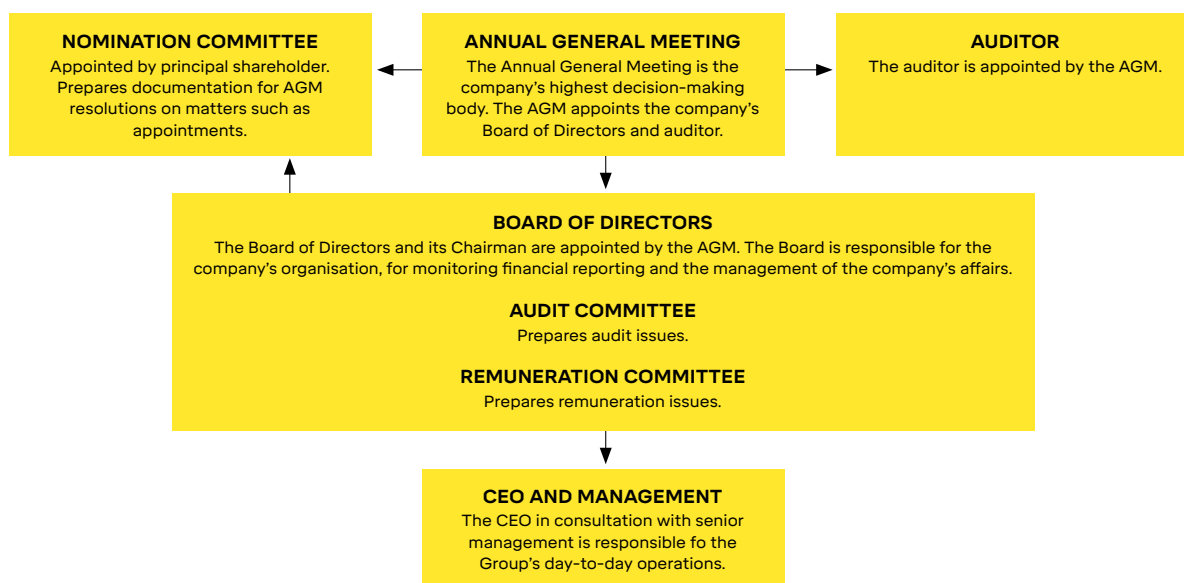 NOMINATION COMMITTEE
Appointed by principal shareholder.
Prepares documentation for AGM
resolutions on matters such as
appointments.
ANNUAL GENERAL MEETING
The Annual General Meeting is the
company's highest decision-making
body. The AGM appoints the company's
Board of Directors and auditor.
AUDITOR
The auditor is appointed by the AGM.
BOARD OF DIRECTORS
The Board of Directors and its Chairman are appointed by the AGM. The Board is responsible for the
company's organisation, for monitoring financial reporting and the management of the company's affairs.
AUDIT COMMITTEE
Prepares audit issues.
REMUNERATION COMMITTEE
Prepares remuneration issues.
CEO AND MANAGEMENT
The CEO in consultation with senior
management is responsible fo the
Group's day-to-day operations.